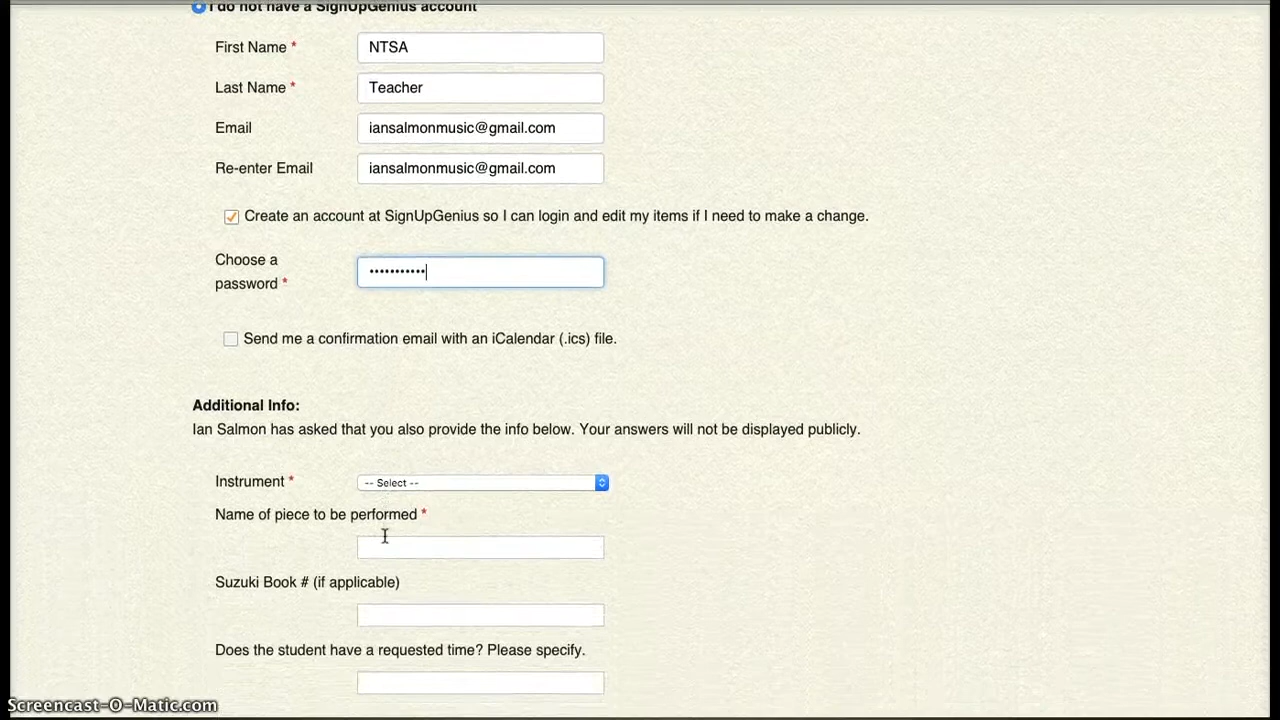 I do not have a SignUpGenius account
First Name *
NTSA
Last Name *
Teacher
Email
iansalmonmusic@gmail.com
Re-enter Email
iansalmonmusic@gmail.com
Create an account at SignUpGenius so I can login and edit my items if I need to make a change.
Choose a
password *
•••••••••••
Send me a confirmation email with an iCalendar (.ics) file.
Additional Info:
Ian Salmon has asked that you also provide the info below. Your answers will not be displayed publicly.
Instrument *
-- Select --
Name of piece to be performed *
Suzuki Book # (if applicable)
Does the student have a requested time? Please specify.
Screencast-O-Matic.com